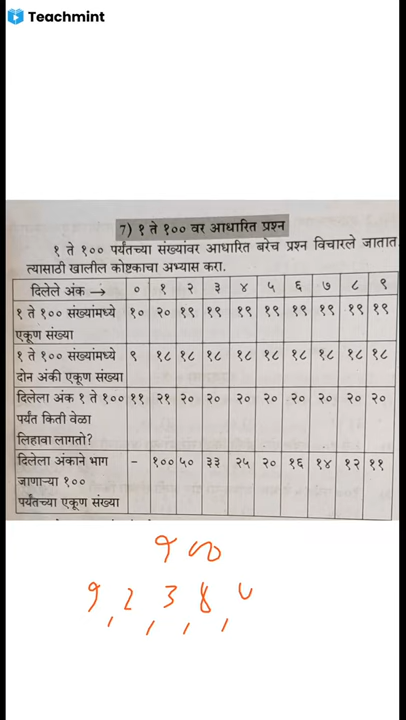 Teachmint
7) १ ते १०० वर आधारित प्रश्न
१ ते १०० पर्यंतच्या संख्यांवर आधारित बरेच प्रश्न विचारले जातात.
त्यासाठी खालील कोष्टकाचा अभ्यास करा.
दिलेले अंक → ० १ २ ३ ४ ५ ६ ७ ८ ९
१ ते १०० संख्यांमध्ये १० २० १९ १९ १९ १९ १९ १९ १९ १९
एकूण संख्या
१ ते १०० संख्यांमध्ये ९ १८ १८ १८ १८ १८ १८ १८ १८ १८
दोन अंकी एकूण संख्या
दिलेला अंक १ ते १०० ११ २१ २० २० २० २० २० २० २० २०
पर्यंत किती वेळा
लिहावा लागतो?
दिलेला अंकाने भाग - १०० ५० ३३ २५ २० १६ १४ १२ ११
जाणाऱ्या १००
पर्यंतच्या एकूण संख्या
१००
१, २, ३, ४,